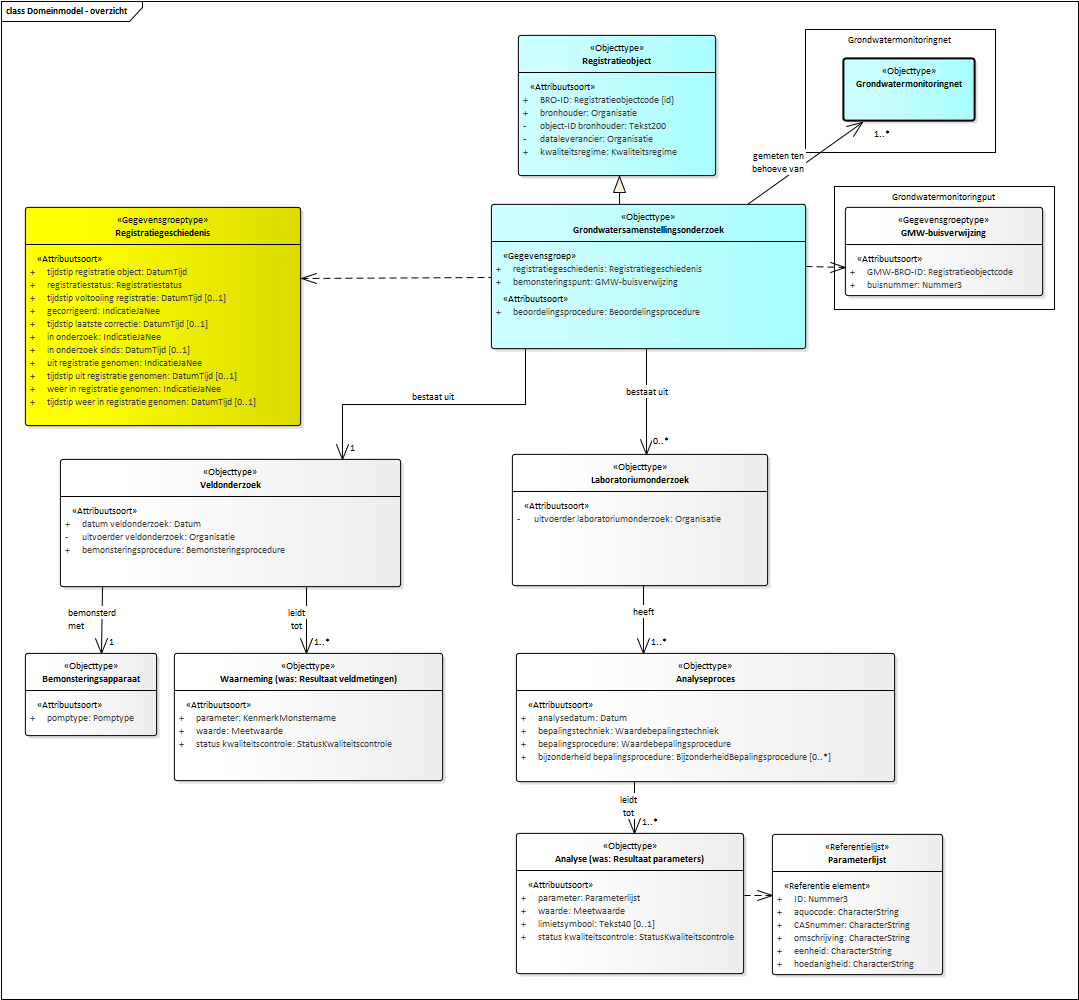 class Domeinmodel - overzicht
«Objecttype»
Registratieobject
«Attribuutsoort»
+ BRO-ID: Registratieobjectcode {id}
+ bronhouder: Organisatie
- object-ID bronhouder: Tekst200
- dataleverancier: Organisatie
+ kwaliteitsregime: Kwaliteitsregime
Grondwatermonitoringnet
«Objecttype»
Grondwatermonitoringnet
1..*
gemeten ten
behoeve van
Grondwatermonitoringput
«Gegevensgroeptype»
GMW-buisverwijzing
«Attribuutsoort»
+ GMW-BRO-ID: Registratieobjectcode
+ buisnummer: Nummer3
«Objecttype»
Grondwatersamenstellingsonderzoek
«Gegevensgroep»
+ registratiegeschiedenis: Registratiegeschiedenis
+ bemonsteringspunt: GMW-buisverwijzing
«Attribuutsoort»
+ beoordelingsprocedure: Beoordelingsprocedure
«Gegevensgroeptype»
Registratiegeschiedenis
«Attribuutsoort»
+ tijdstip registratie object: DatumTijd
+ registratiestatus: Registratiestatus
+ tijdstip voltooiing registratie: DatumTijd [0..1]
+ gecorrigeerd: IndicatieJaNee
+ tijdstip laatste correctie: DatumTijd [0..1]
+ in onderzoek: IndicatieJaNee
+ in onderzoek sinds: DatumTijd [0..1]
+ uit registratie genomen: IndicatieJaNee
+ tijdstip uit registratie genomen: DatumTijd [0..1]
+ weer in registratie genomen: IndicatieJaNee
+ tijdstip weer in registratie genomen: DatumTijd [0..1]
bestaat uit
1
bestaat uit
0..*
«Objecttype»
Veldonderzoek
«Attribuutsoort»
+ datum veldonderzoek: Datum
- uitvoerder veldonderzoek: Organisatie
+ bemonsteringsprocedure: Bemonsteringsprocedure
«Objecttype»
Laboratoriumonderzoek
«Attribuutsoort»
- uitvoerder laboratoriumonderzoek: Organisatie
bemonsterd
met
1
leidt
tot
1..*
heeft
1..*
«Objecttype»
Bemonsteringsapparaat
«Attribuutsoort»
+ pomptype: Pomptype
«Objecttype»
Waarneming (was: Resultaat veldmetingen)
«Attribuutsoort»
+ parameter: KenmerkMonstername
+ waarde: Meetwaarde
+ status kwaliteitscontrole: StatusKwaliteitscontrole
«Objecttype»
Analyseproces
«Attribuutsoort»
+ analysedatum: Datum
+ bepalingstechniek: Waardebepalingstechniek
+ bepalingsprocedure: Waardebepalingsprocedure
+ bijzonderheid bepalingsprocedure: BijzonderheidBepalingsprocedure [0..*]
leidt
tot
1..*
«Objecttype»
Analyse (was: Resultaat parameters)
«Attribuutsoort»
+ parameter: Parameterlijst
+ waarde: Meetwaarde
+ limietsymbool: Tekst40 [0..1]
+ status kwaliteitscontrole: StatusKwaliteitscontrole
«Referentielijst»
Parameterlijst
«Referentie element»
+ ID: Nummer3
+ aquocode: CharacterString
+ CASnummer: CharacterString
+ omschrijving: CharacterString
+ eenheid: CharacterString
+ hoedanigheid: CharacterString